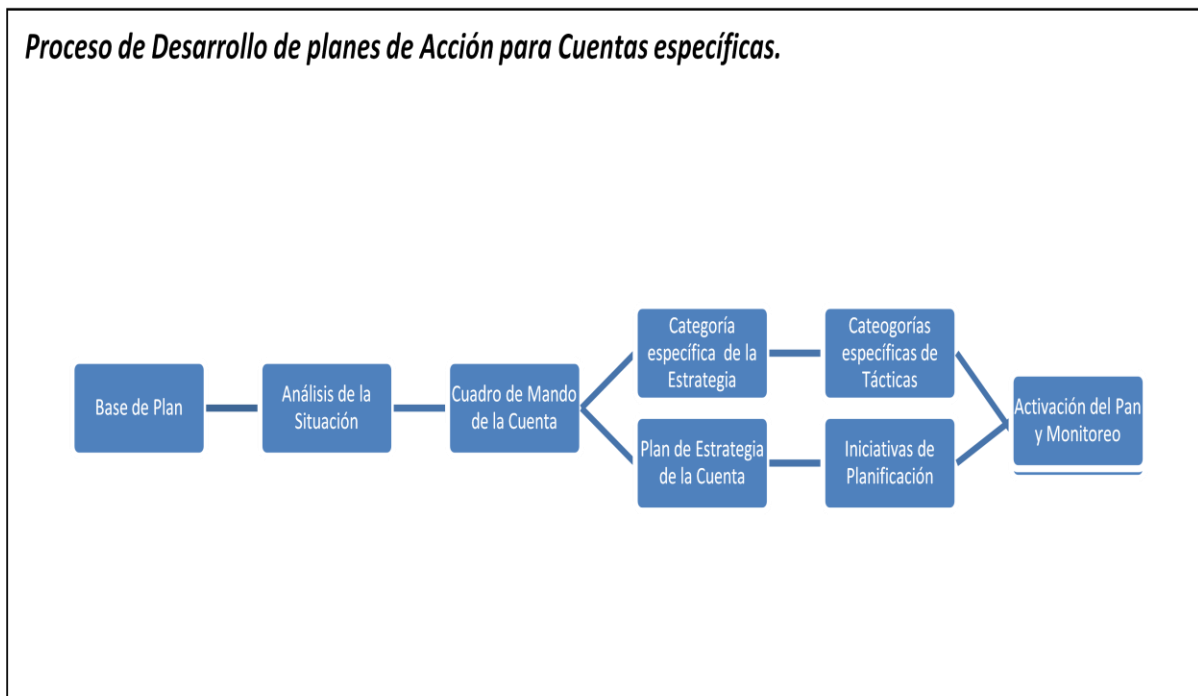 Proceso de Desarrollo de planes de Acción para Cuentas específicas.
Base de Plan
Análisis de la
Situación
Cuadro de Mando
de la Cuenta
Categoría
específica de la
Estrategia
Cateogorías
específicas de
Tácticas
Plan de Estrategia
de la Cuenta
Iniciativas de
Planificación
Activación del Pan
y Monitoreo